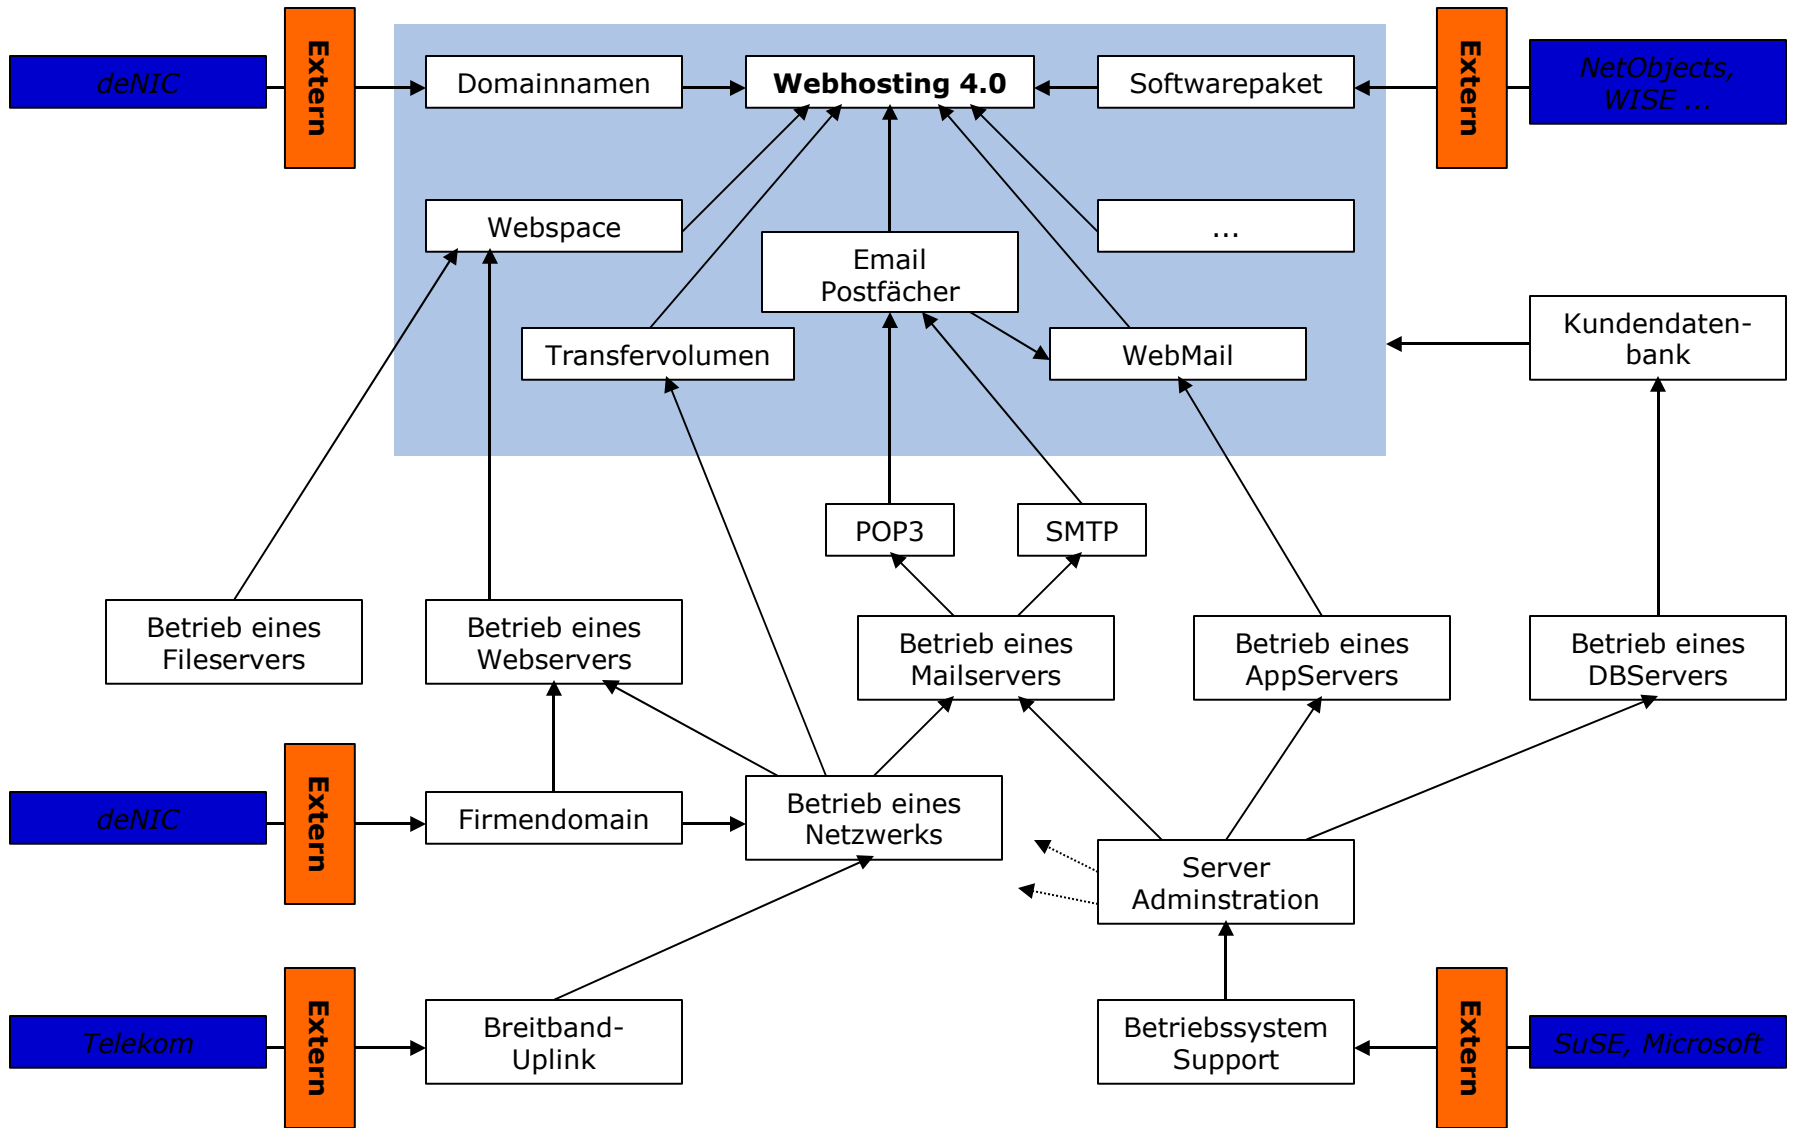 deNIC
Extern
Domainnamen
Webhosting 4.0
Softwarepaket
Extern
NetObjects,
WISE ...
Webspace
Email
Postfächer
...
Transfervolumen
WebMail
Kundendaten-
bank
POP3
SMTP
Betrieb eines
Fileservers
Betrieb eines
Webservers
Betrieb eines
Mailservers
Betrieb eines
AppServers
Betrieb eines
DBServers
deNIC
Extern
Firmendomain
Betrieb eines
Netzwerks
Server
Adminstration
Telekom
Extern
Breitband-
Uplink
Betriebssystem
Support
Extern
SuSE, Microsoft